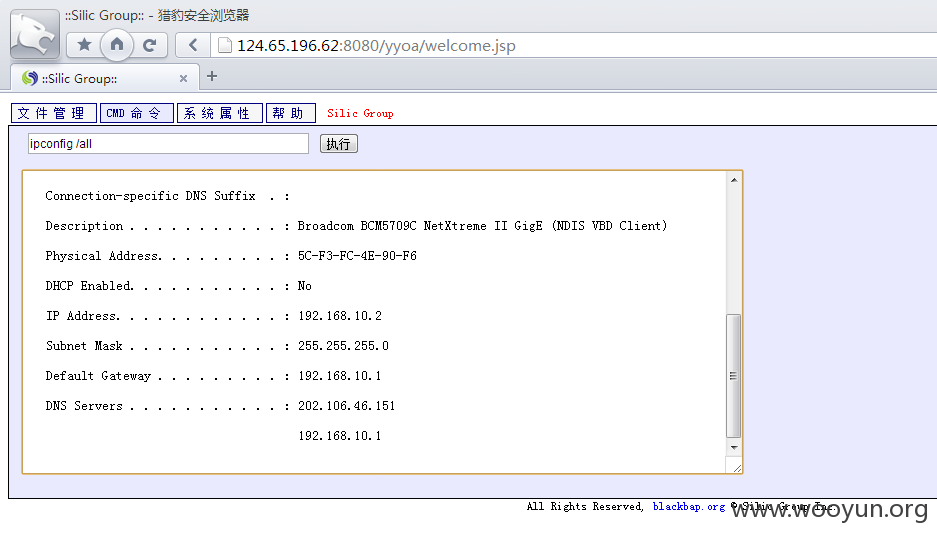 ::Silic Group:: - 猎豹安全浏览器
124.65.196.62:8080/yyoa/welcome.jsp
::Silic Group::
文件管理 CMD命令 系统属性 帮助 Silic Group
ipconfig /all 执行
Connection-specific DNS Suffix . :
Description . . . . . . . . . . . : Broadcom BCM5709C NetXtreme II GigE (NDIS VBD Client)
Physical Address. . . . . . . . . : 5C-F3-FC-4E-90-F6
DHCP Enabled. . . . . . . . . . . : No
IP Address. . . . . . . . . . . . : 192.168.10.2
Subnet Mask . . . . . . . . . . . : 255.255.255.0
Default Gateway . . . . . . . . . : 192.168.10.1
DNS Servers . . . . . . . . . . . : 202.106.46.151
192.168.10.1
All Rights Reserved, blackbap.org © Silic Group Inc.
www.wooyun.org